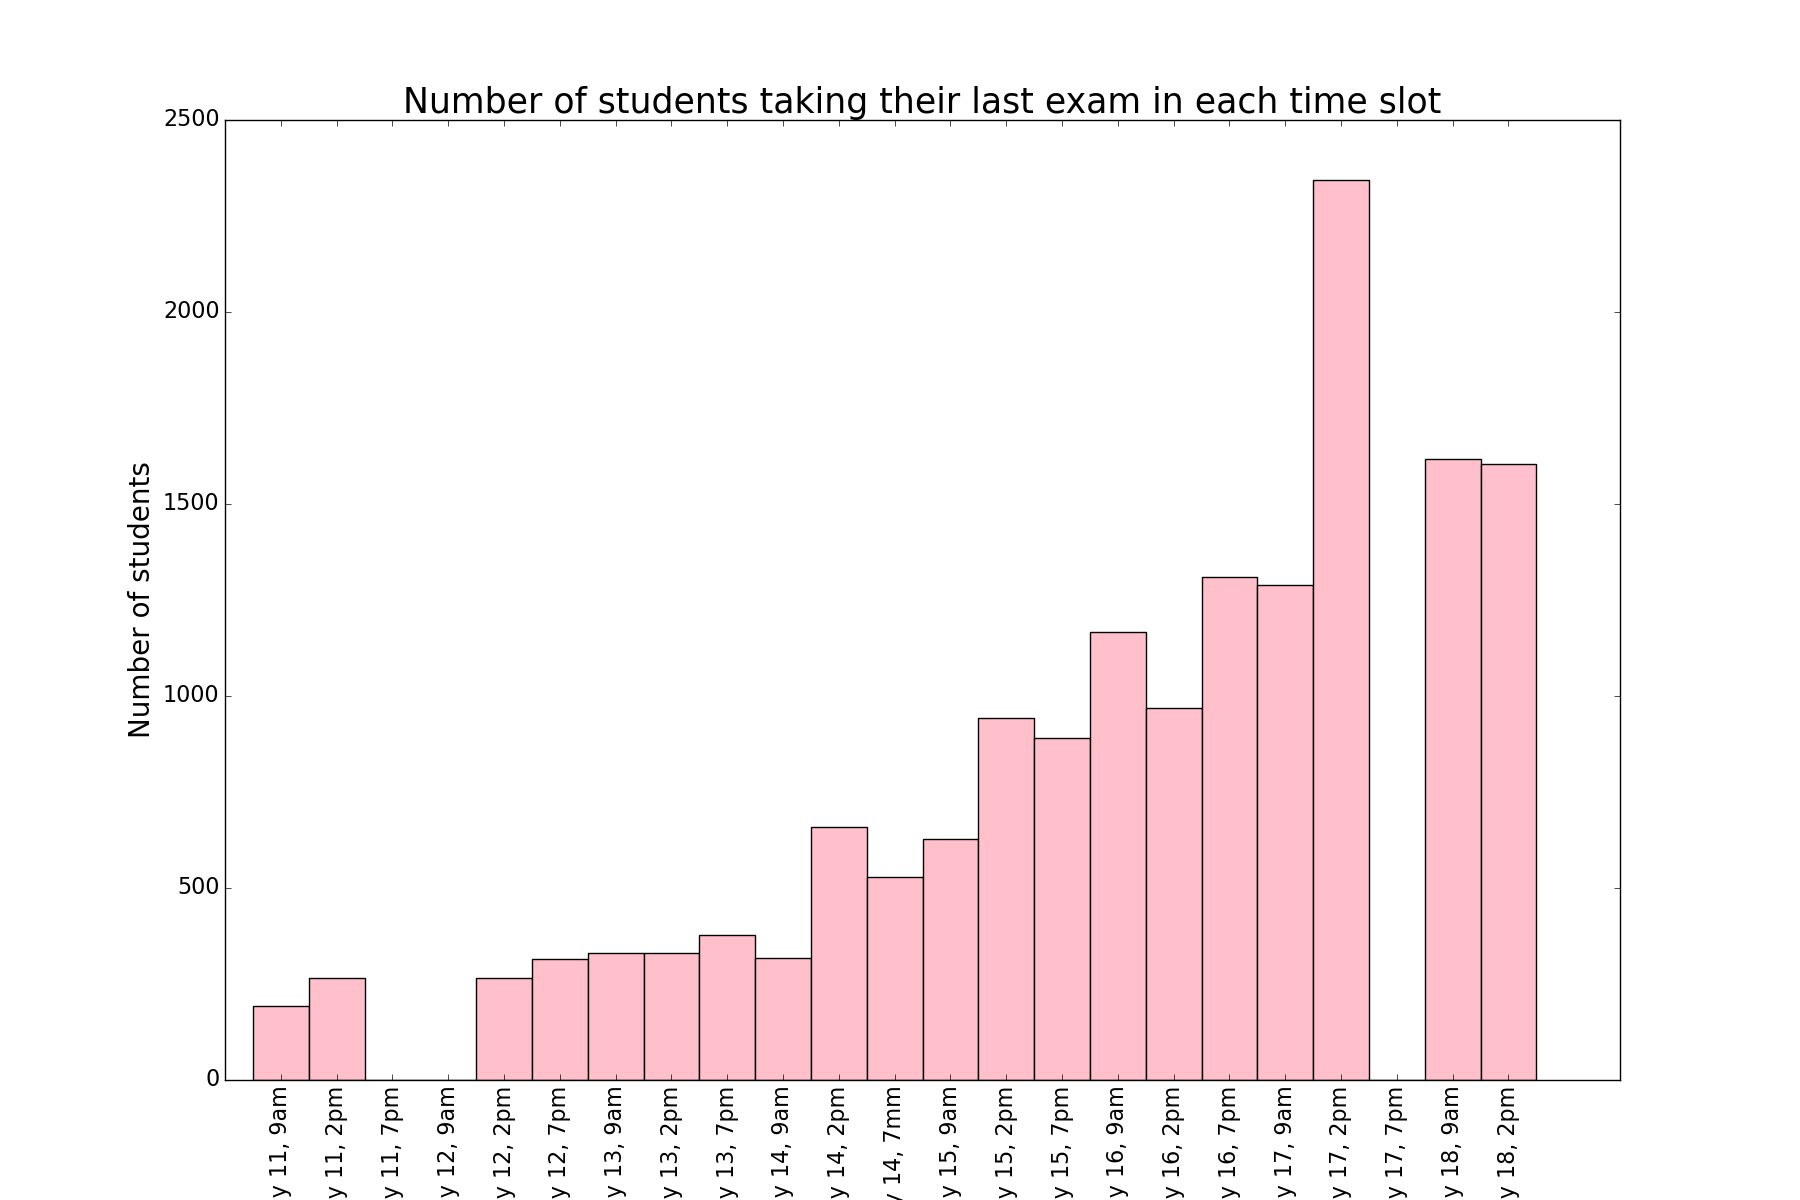 Number of students taking their last exam in each time slot
Number of students
2500
2000
1500
1000
500
0
y 11, 9am
y 11, 2pm
y 11, 7pm
y 12, 9am
y 12, 2pm
y 12, 7pm
y 13, 9am
y 13, 2pm
y 13, 7pm
y 14, 9am
y 14, 2pm
y 14, 7mm
y 15, 9am
y 15, 2pm
y 15, 7pm
y 16, 9am
y 16, 2pm
y 16, 7pm
y 17, 9am
y 17, 2pm
y 17, 7pm
y 18, 9am
y 18, 2pm